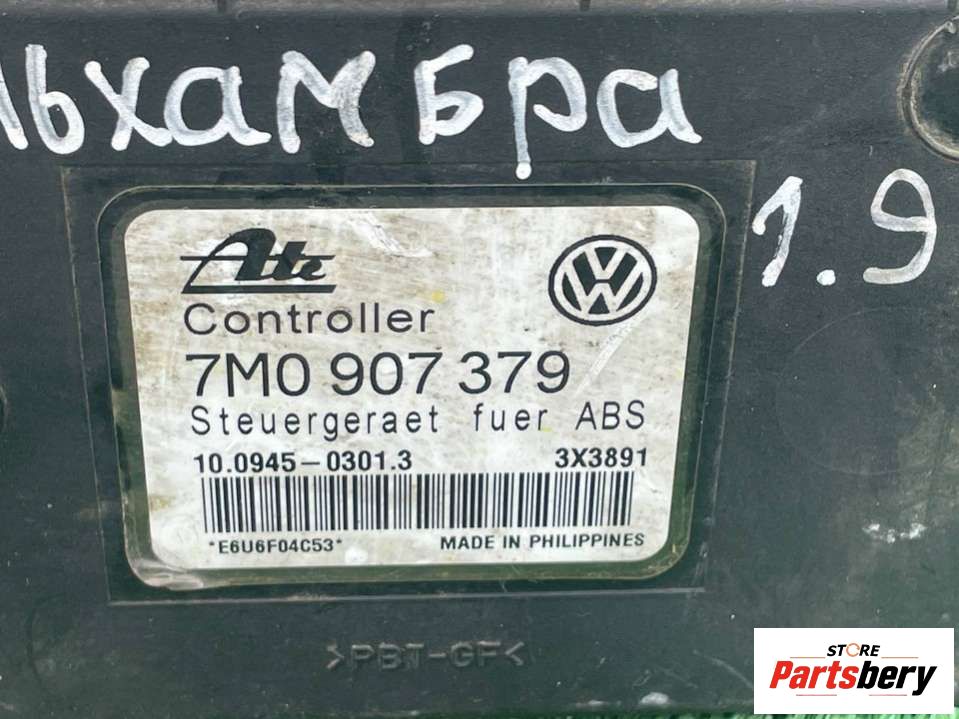 ьхамбра
1.9
Ate
Controller
7M0 907 379
Steuergeraet fuer ABS
10.0945-0301.3 3X3891
*E6U6F04C53* MADE IN PHILIPPINES
>PBT-GF<
STORE
Partsbery